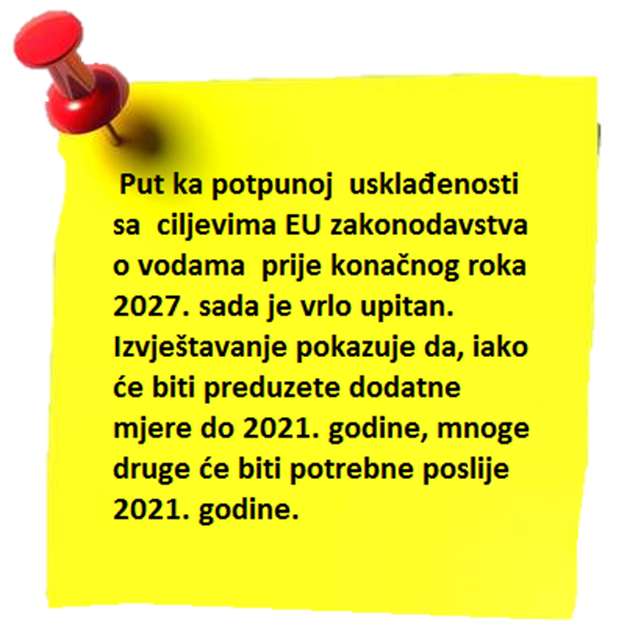 Put ka potpunoj usklađenosti
sa ciljevima EU zakonodavstva
o vodama prije konačnog roka
2027. sada je vrlo upitan.
Izvještavanje pokazuje da, iako
će biti preduzete dodatne
mjere do 2021. godine, mnoge
druge će biti potrebne poslije
2021. godine.